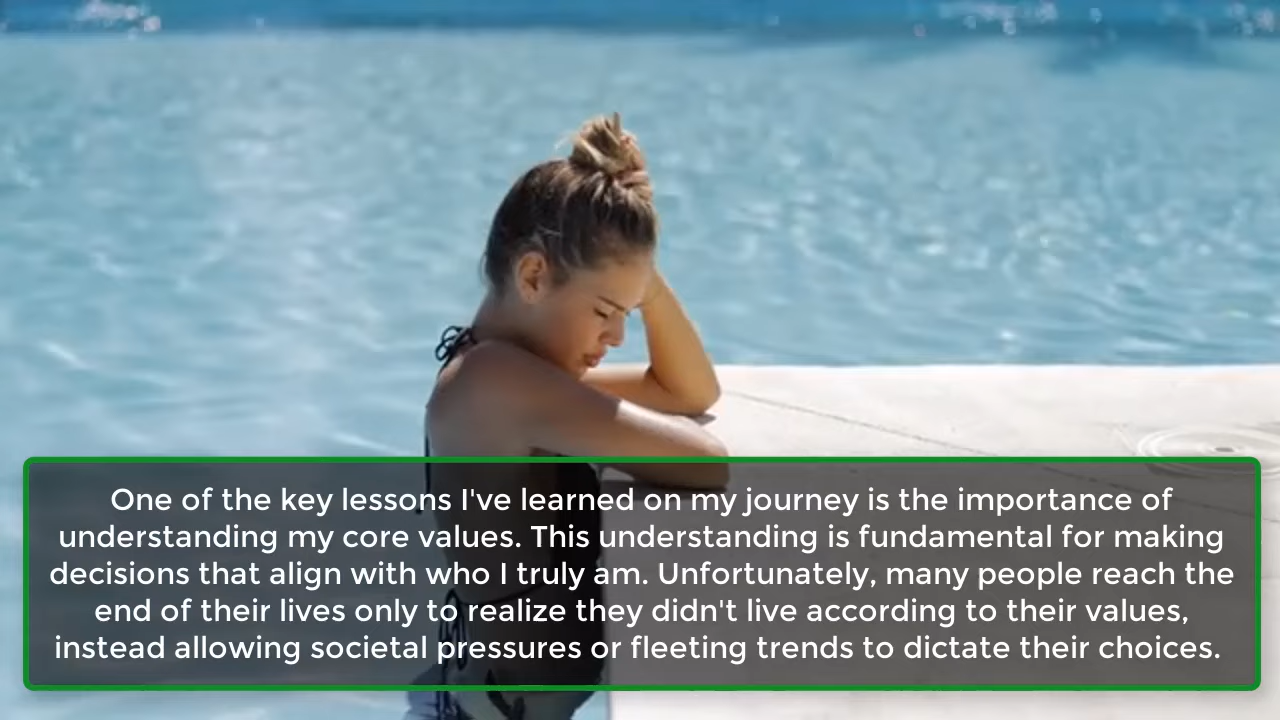 One of the key lessons I've learned on my journey is the importance of
understanding my core values. This understanding is fundamental for making
decisions that align with who I truly am. Unfortunately, many people reach the
end of their lives only to realize they didn't live according to their values,
instead allowing societal pressures or fleeting trends to dictate their choices.